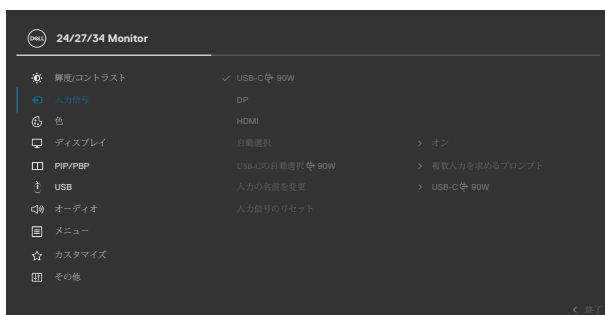 DELL
24/27/34 Monitor
輝度/コントラスト
✓ USB-C 90W
入力信号
DP
色
HDMI
ディスプレイ
自動選択
> オン
PIP/PBP
USB-Cの自動選択 90W
> 複数入力を求めるプロンプト
USB
入力の名前を変更
> USB-C 90W
オーディオ
入力信号のリセット
メニュー
カスタマイズ
その他
< 終了